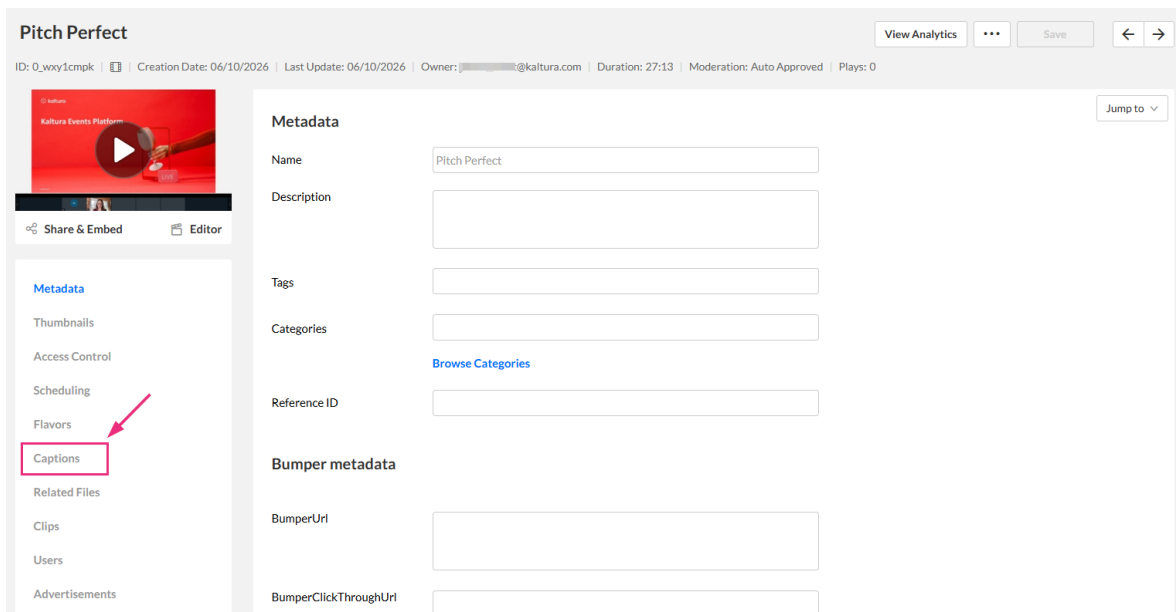 Pitch Perfect
View Analytics
•••
Save
ID: 0_wxy1cmpk | Creation Date: 06/10/2026 | Last Update: 06/10/2026 | Owner: @kaltura.com | Duration: 27:13 | Moderation: Auto Approved | Plays: 0
kaltura
Kaltura Events Platform
LIVE
Share & Embed
Editor
Metadata
Thumbnails
Access Control
Scheduling
Flavors
Captions
Related Files
Clips
Users
Advertisements
Jump to
Metadata
Name
Pitch Perfect
Description
Tags
Categories
Browse Categories
Reference ID
Bumper metadata
BumperUrl
BumperClickThroughUrl